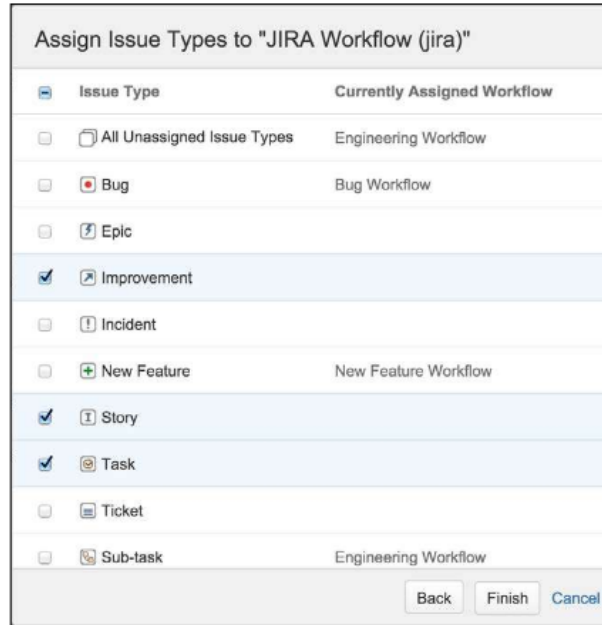 Assign Issue Types to "JIRA Workflow (jira)"
Issue Type Currently Assigned Workflow
All Unassigned Issue Types Engineering Workflow
Bug Bug Workflow
Epic
Improvement
Incident
New Feature New Feature Workflow
Story
Task
Ticket
Sub-task Engineering Workflow
Back Finish Cancel